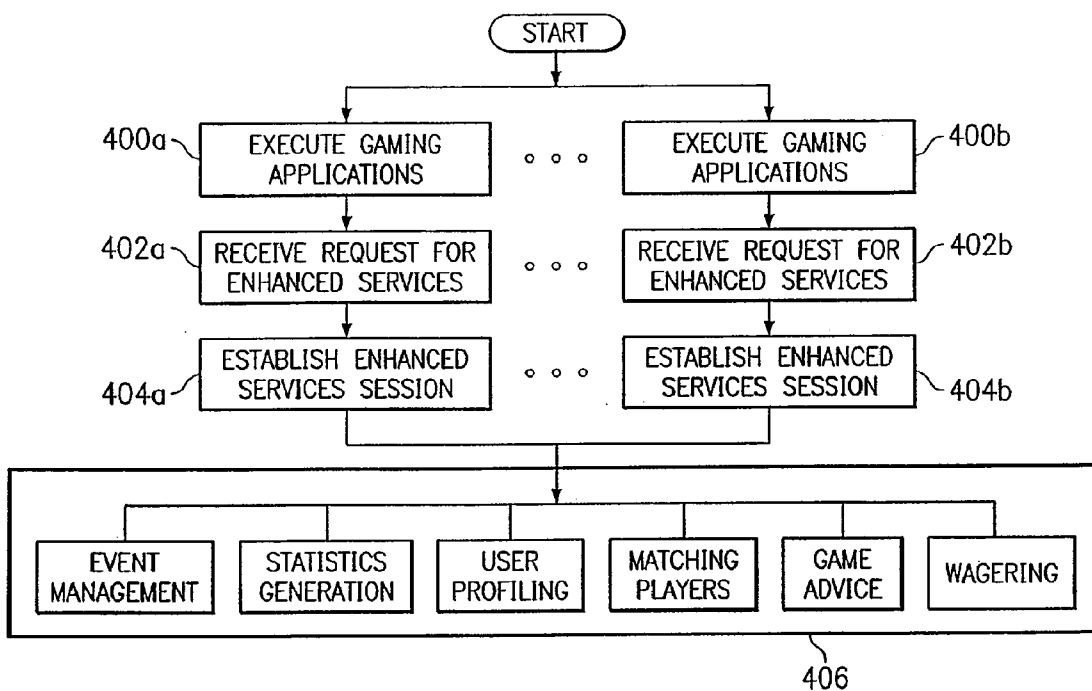 START
400a
EXECUTE GAMING
APPLICATIONS
EXECUTE GAMING
APPLICATIONS
400b
402a
RECEIVE REQUEST FOR
ENHANCED SERVICES
RECEIVE REQUEST FOR
ENHANCED SERVICES
402b
404a
ESTABLISH ENHANCED
SERVICES SESSION
ESTABLISH ENHANCED
SERVICES SESSION
404b
EVENT
MANAGEMENT
STATISTICS
GENERATION
USER
PROFILING
MATCHING
PLAYERS
GAME
ADVICE
WAGERING
406